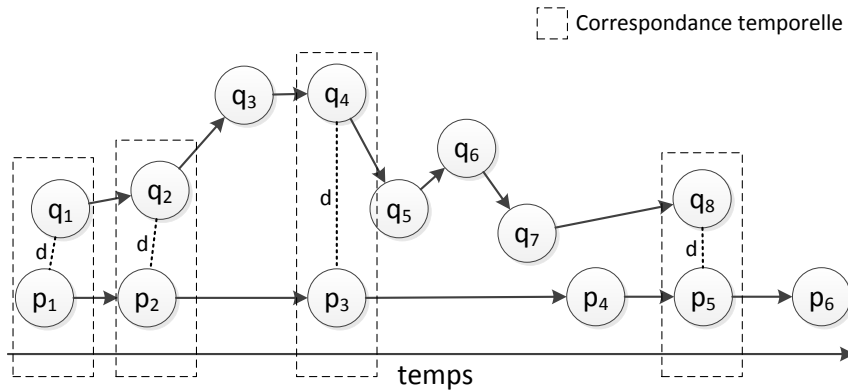 Correspondance temporelle
q₃
q₄
q₆
q₁
q₂
q₅
q₇
q₈
d
d
d
d
p₁
p₂
p₃
p₄
p₅
p₆
temps